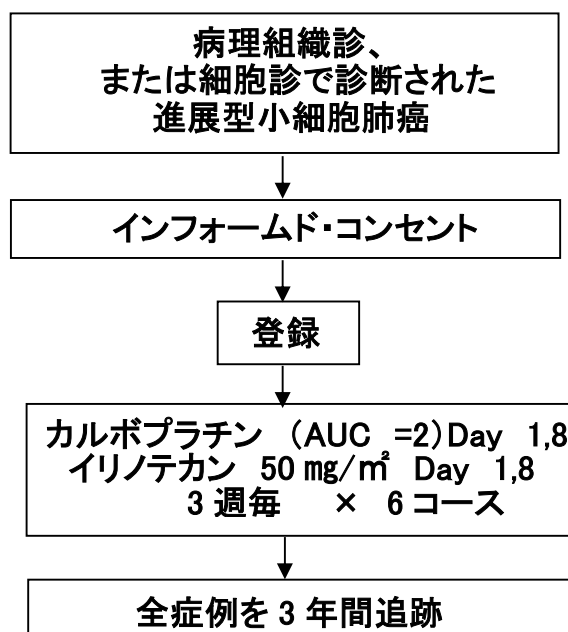 病理組織診、
または細胞診で診断された
進展型小細胞肺癌
インフォームド・コンセント
登録
カルボプラチン （AUC =2）Day 1,8
イリノテカン 50 ㎎/㎡ Day 1,8
3 週毎 × 6 コース
全症例を 3 年間追跡